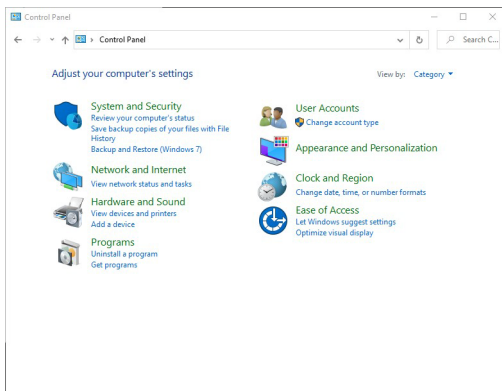 Control Panel
Control Panel
Search C...
Adjust your computer's settings
View by: Category
System and Security
Review your computer's status
Save backup copies of your files with File
History
Backup and Restore (Windows 7)
Network and Internet
View network status and tasks
Hardware and Sound
View devices and printers
Add a device
Programs
Uninstall a program
Get programs
User Accounts
Change account type
Appearance and Personalization
Clock and Region
Change date, time, or number formats
Ease of Access
Let Windows suggest settings
Optimize visual display